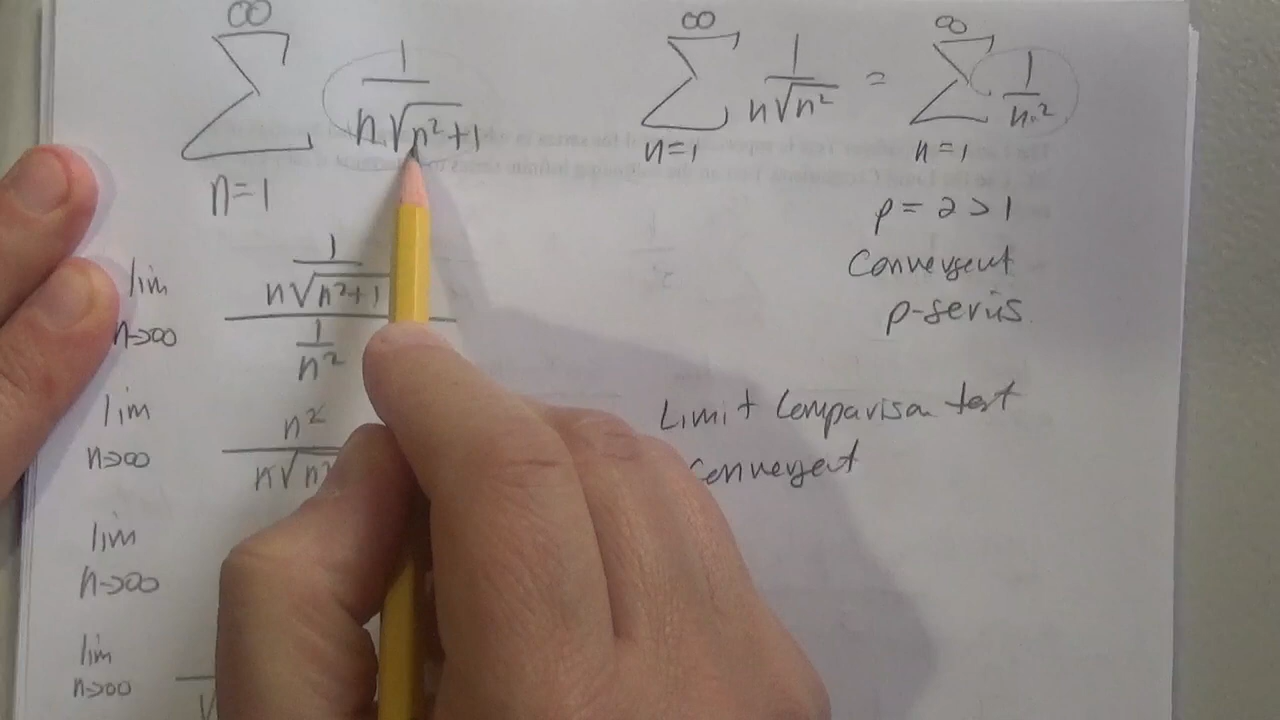 ∞ ∑ n=1 1/(n√(n²+1))
∞ ∑ n=1 1/(n√n²) = ∞ ∑ n=1 1/n²
p = 2 > 1
Convergent
p-series
lim n→∞ (1/(n√(n²+1)))/(1/n²)
lim n→∞ n²/(n√n²
Limit Comparison test
Convergent
lim n→∞
lim n→∞